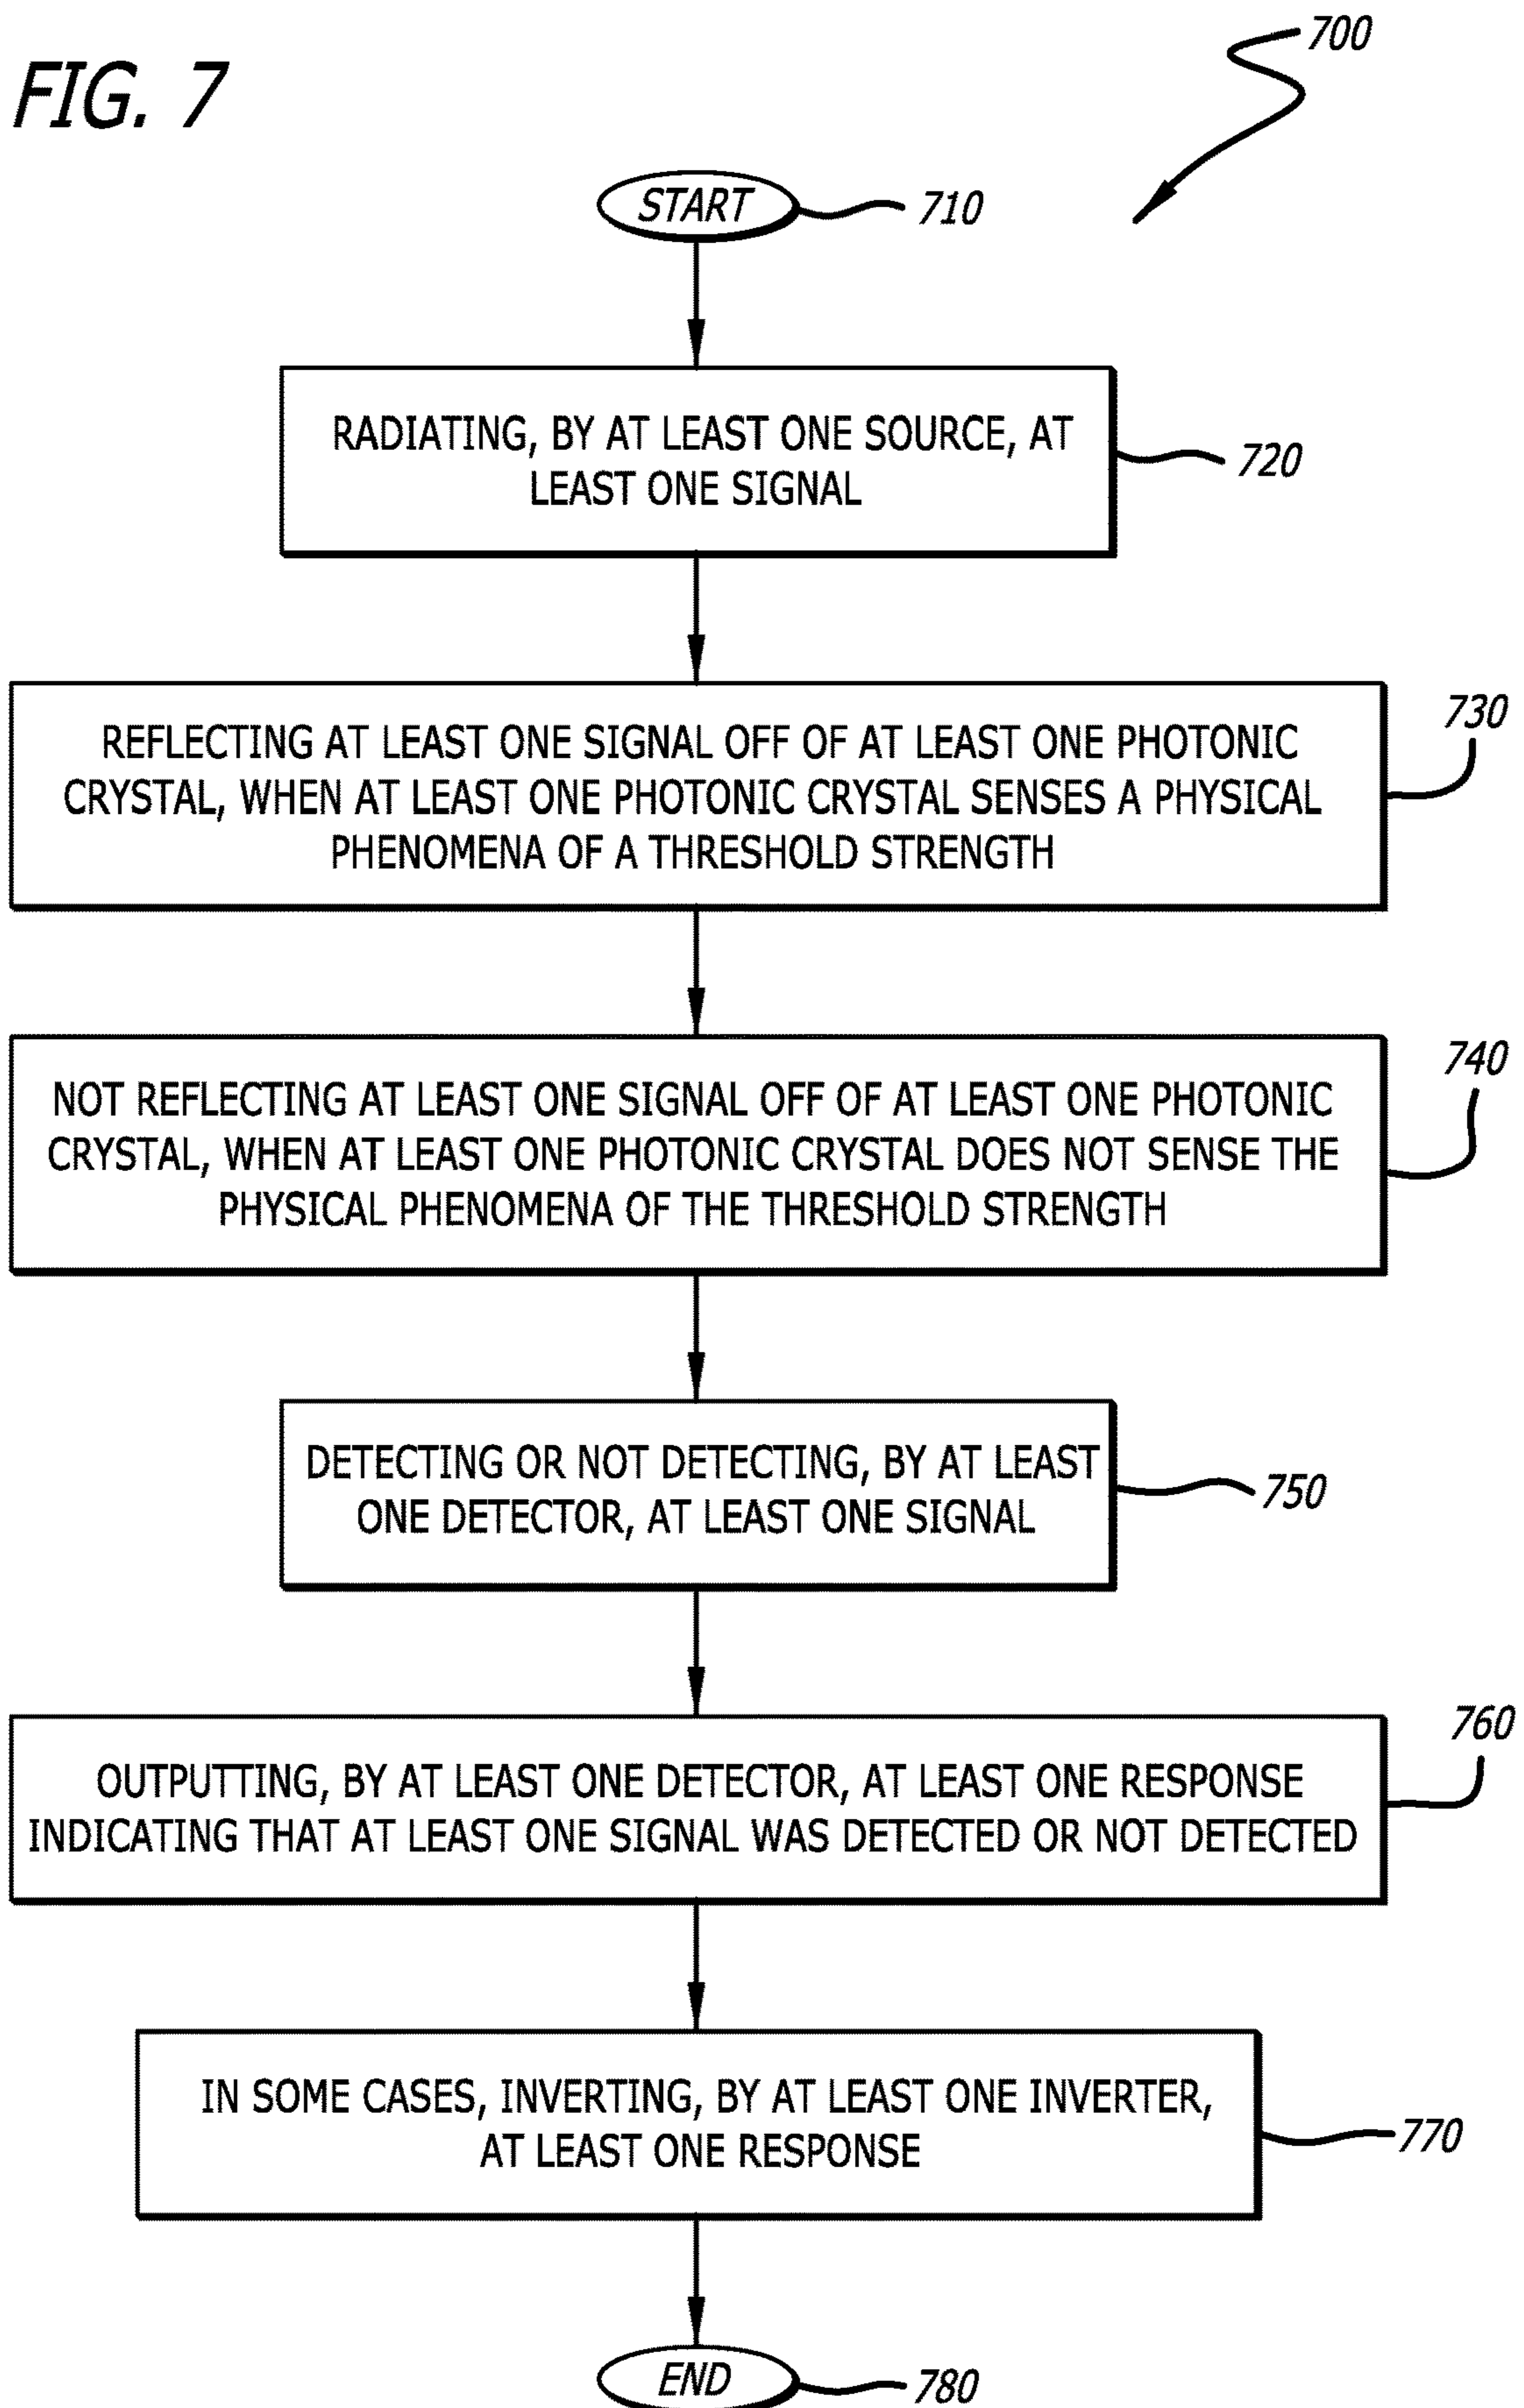 FIG. 7
700
START
710
RADIATING, BY AT LEAST ONE SOURCE, AT
LEAST ONE SIGNAL
720
REFLECTING AT LEAST ONE SIGNAL OFF OF AT LEAST ONE PHOTONIC
CRYSTAL, WHEN AT LEAST ONE PHOTONIC CRYSTAL SENSES A PHYSICAL
PHENOMENA OF A THRESHOLD STRENGTH
730
NOT REFLECTING AT LEAST ONE SIGNAL OFF OF AT LEAST ONE PHOTONIC
CRYSTAL, WHEN AT LEAST ONE PHOTONIC CRYSTAL DOES NOT SENSE THE
PHYSICAL PHENOMENA OF THE THRESHOLD STRENGTH
740
DETECTING OR NOT DETECTING, BY AT LEAST
ONE DETECTOR, AT LEAST ONE SIGNAL
750
OUTPUTTING, BY AT LEAST ONE DETECTOR, AT LEAST ONE RESPONSE
INDICATING THAT AT LEAST ONE SIGNAL WAS DETECTED OR NOT DETECTED
760
IN SOME CASES, INVERTING, BY AT LEAST ONE INVERTER,
AT LEAST ONE RESPONSE
770
END
780